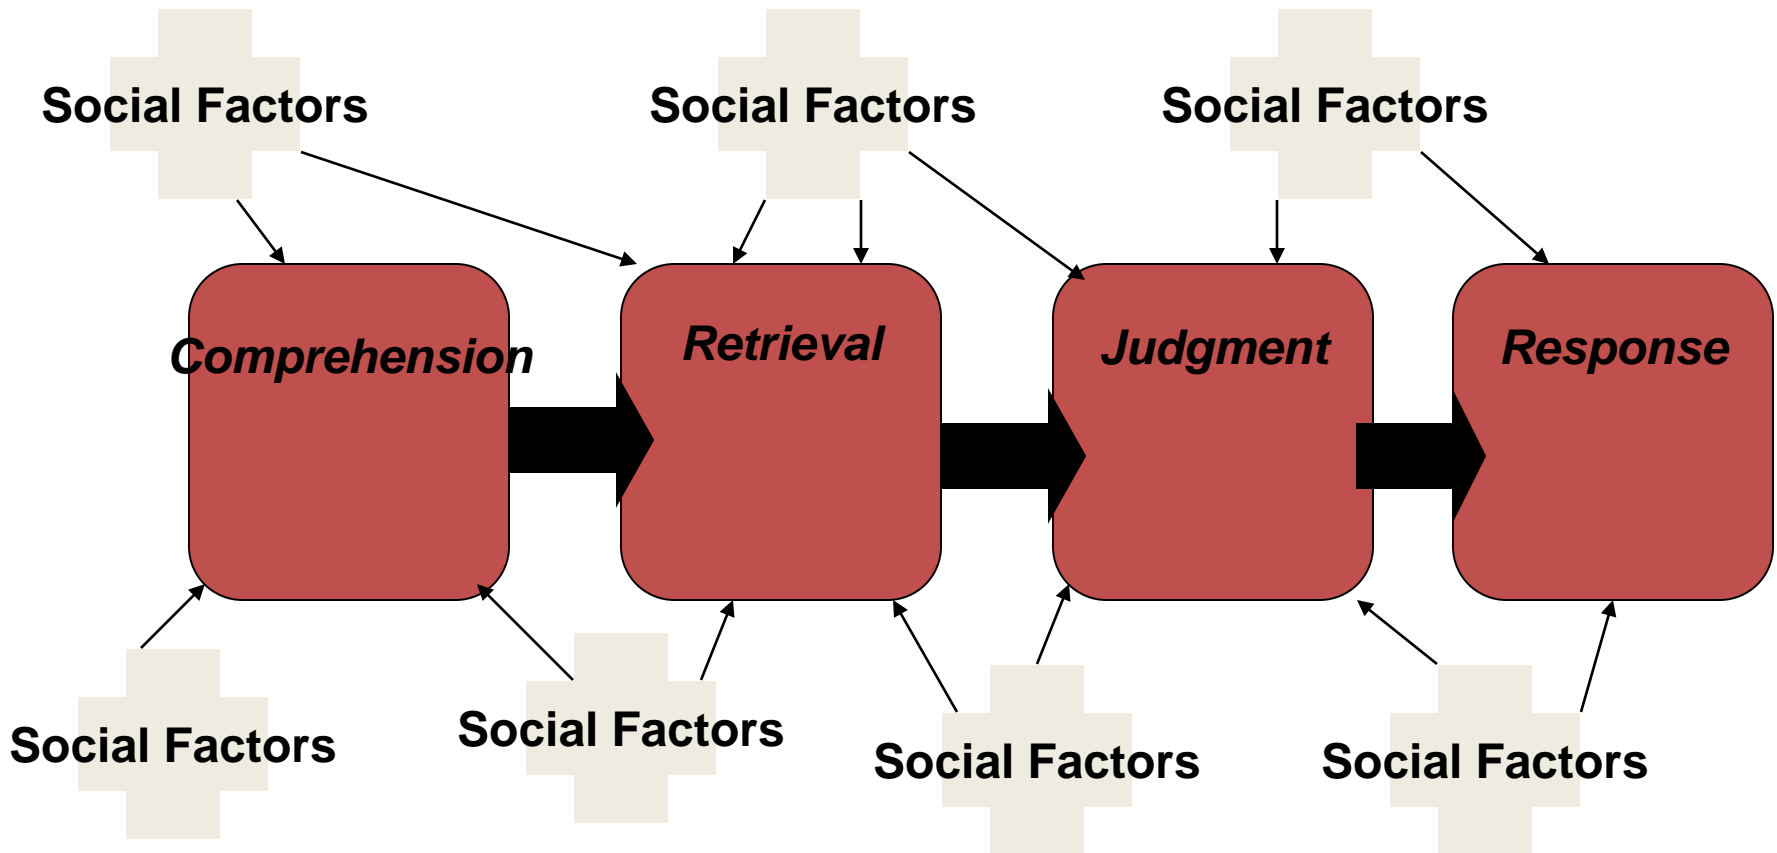 Social Factors
Social Factors
Social Factors
Comprehension
Retrieval
Judgment
Response
Social Factors
Social Factors
Social Factors
Social Factors